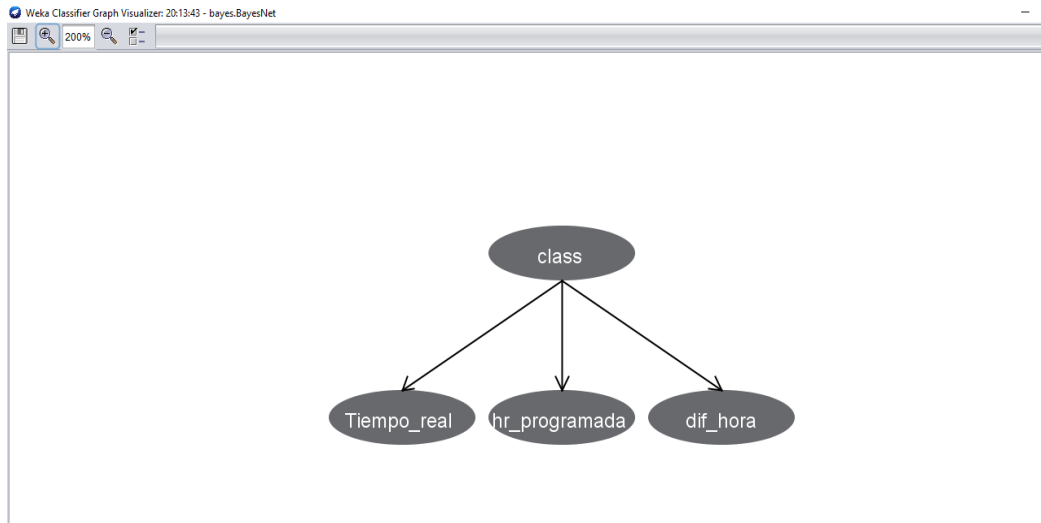 Weka Classifier Graph Visualizer: 20:13:43 - bayes.BayesNet
200%
class
Tiempo_real hr_programada dif_hora